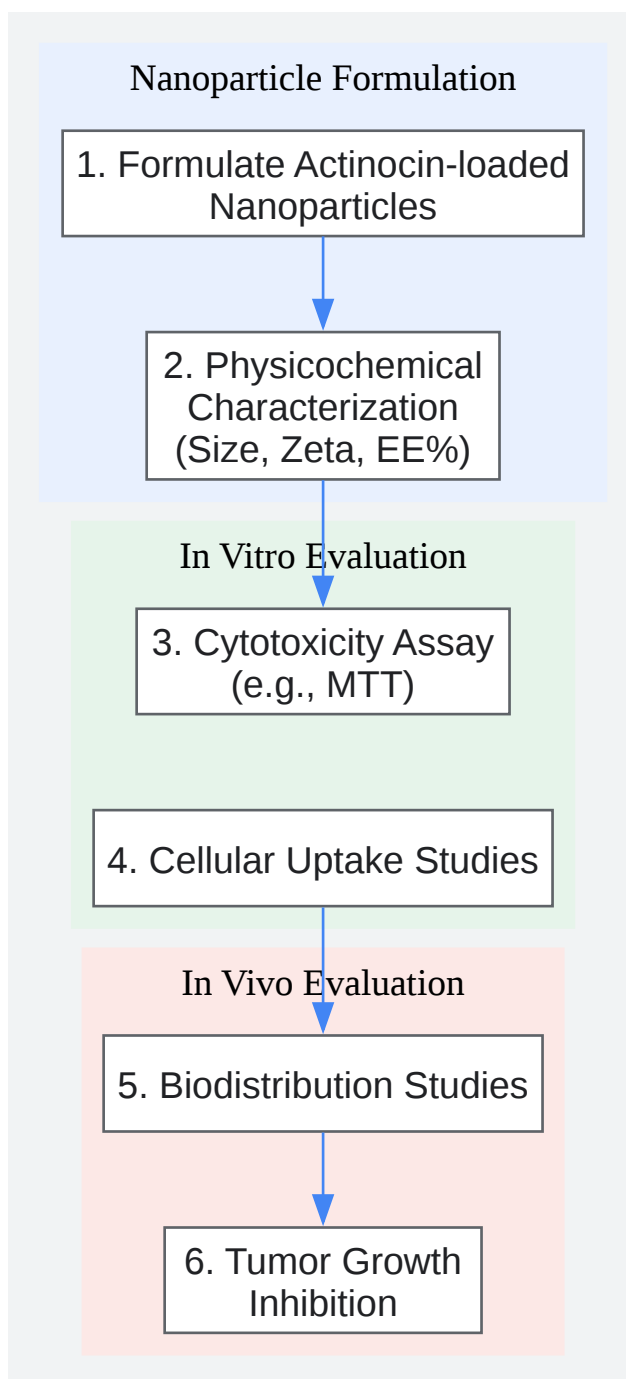 Nanoparticle Formulation
1. Formulate Actinocin-loaded
Nanoparticles
2. Physicochemical
Characterization
(Size, Zeta, EE%)
In Vitro Evaluation
3. Cytotoxicity Assay
(e.g., MTT)
4. Cellular Uptake Studies
In Vivo Evaluation
5. Biodistribution Studies
6. Tumor Growth
Inhibition